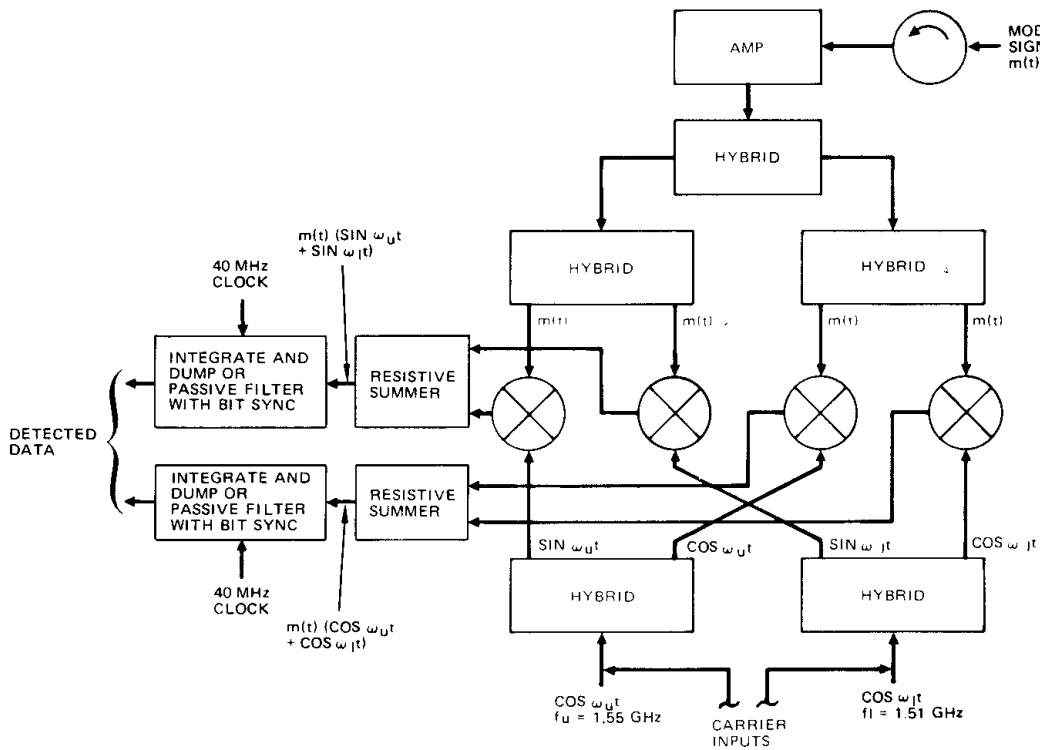 MOD
SIGN
m(t)
AMP
HYBRID
HYBRID
HYBRID
m(t) (SIN ωut
+ SIN ωlt)
40 MHz
CLOCK
m(t)
m(t)
m(t)
m(t)
INTEGRATE AND
DUMP OR
PASSIVE FILTER
WITH BIT SYNC
RESISTIVE
SUMMER
DETECTED
DATA
INTEGRATE AND
DUMP OR
PASSIVE FILTER
WITH BIT SYNC
RESISTIVE
SUMMER
SIN ωut
COS ωut
SIN ωlt
COS ωlt
HYBRID
HYBRID
40 MHz
CLOCK
m(t) (COS ωut
+ COS ωlt)
COS ωut
fu = 1.55 GHz
CARRIER
INPUTS
COS ωlt
fl = 1.51 GHz